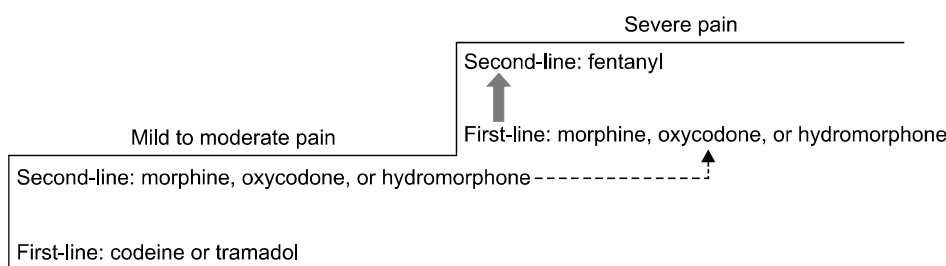 Severe pain
Second-line: fentanyl
First-line: morphine, oxycodone, or hydromorphone
Mild to moderate pain
Second-line: morphine, oxycodone, or hydromorphone
First-line: codeine or tramadol